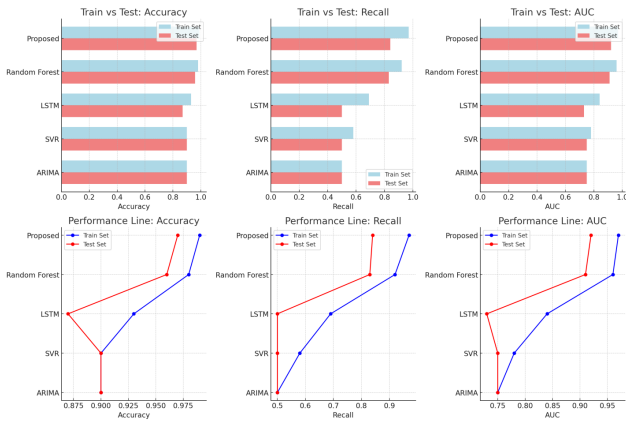 Train vs Test: Accuracy
Train Set
Test Set
Proposed
Random Forest
LSTM
SVR
ARIMA
0.0 0.2 0.4 0.6 0.8 1.0
Accuracy
Train vs Test: Recall
Proposed
Random Forest
LSTM
SVR
ARIMA
Train Set
Test Set
0.0 0.2 0.4 0.6 0.8 1.0
Recall
Train vs Test: AUC
Train Set
Test Set
Proposed
Random Forest
LSTM
SVR
ARIMA
0.0 0.2 0.4 0.6 0.8 1.0
AUC
Performance Line: Accuracy
Train Set
Test Set
Proposed
Random Forest
LSTM
SVR
ARIMA
0.875 0.900 0.925 0.950 0.975
Accuracy
Performance Line: Recall
Train Set
Test Set
Proposed
Random Forest
LSTM
SVR
ARIMA
0.5 0.6 0.7 0.8 0.9
Recall
Performance Line: AUC
Train Set
Test Set
Proposed
Random Forest
LSTM
SVR
ARIMA
0.75 0.80 0.85 0.90 0.95
AUC